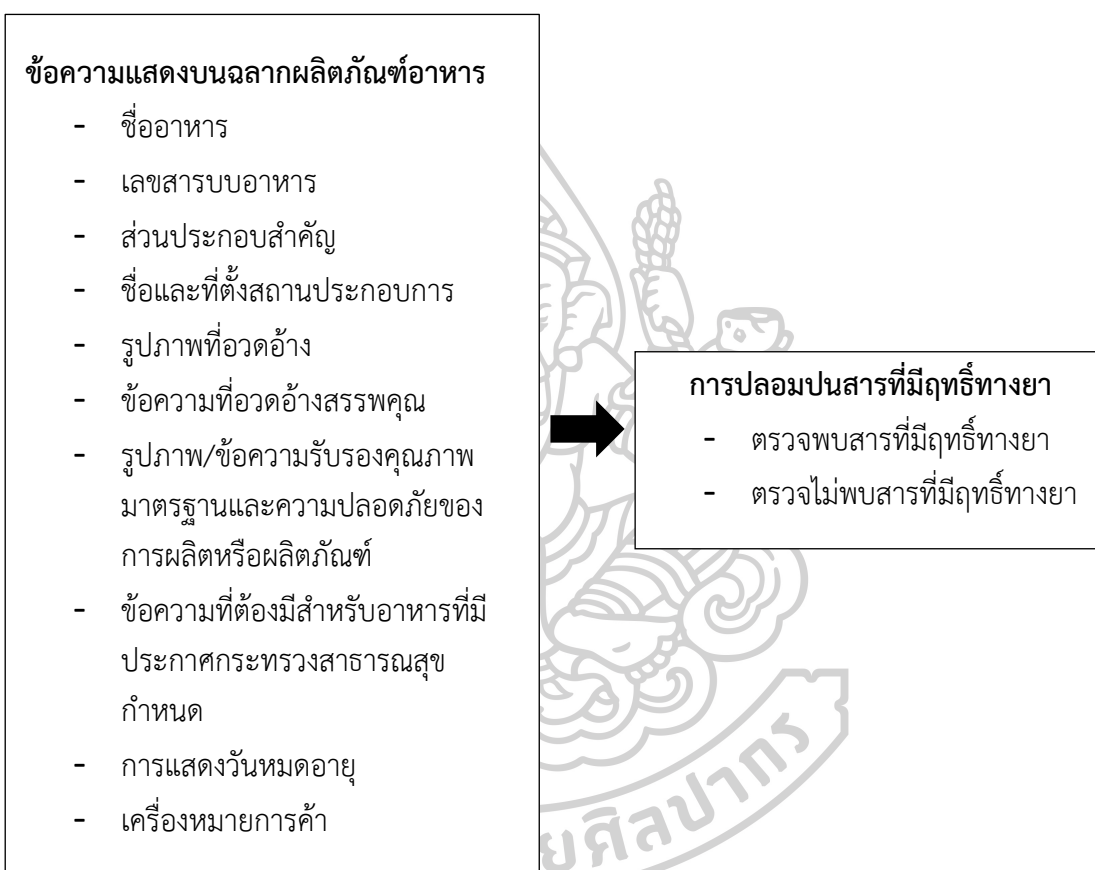 ข้อความแสดงบนฉลากผลิตภัณฑ์อาหาร
- ชื่ออาหาร
- เลขสารบบอาหาร
- ส่วนประกอบสำคัญ
- ชื่อและที่ตั้งสถานประกอบการ
- รูปภาพที่อวดอ้าง
- ข้อความที่อวดอ้างสรรพคุณ
- รูปภาพ/ข้อความรับรองคุณภาพ
มาตรฐานและความปลอดภัยของ
การผลิตหรือผลิตภัณฑ์
- ข้อความที่ต้องมีสำหรับอาหารที่มี
ประกาศกระทรวงสาธารณสุข
กำหนด
- การแสดงวันหมดอายุ
- เครื่องหมายการค้า
การปลอมปนสารที่มีฤทธิ์ทางยา
- ตรวจพบสารที่มีฤทธิ์ทางยา
- ตรวจไม่พบสารที่มีฤทธิ์ทางยา
ยศิลปากร